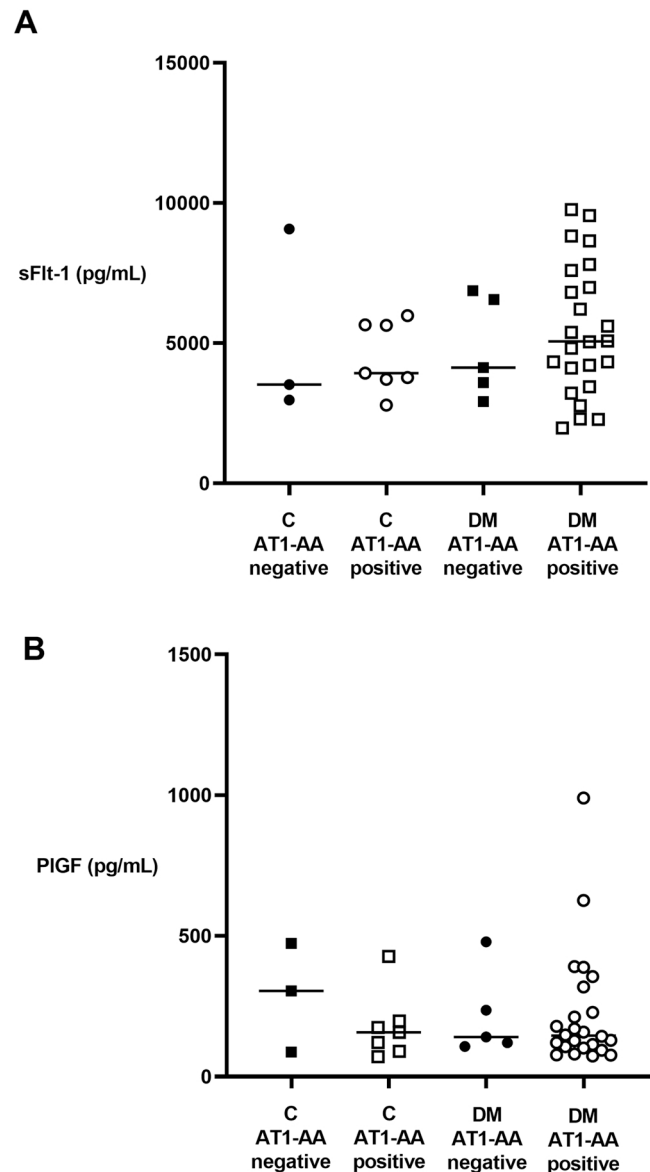 A
15000
10000
sFlt-1 (pg/mL)
5000
0
C C DM DM
AT1-AA AT1-AA AT1-AA AT1-AA
negative positive negative positive
B
1500
1000
PlGF (pg/mL)
500
0
C C DM DM
AT1-AA AT1-AA AT1-AA AT1-AA
negative positive negative positive